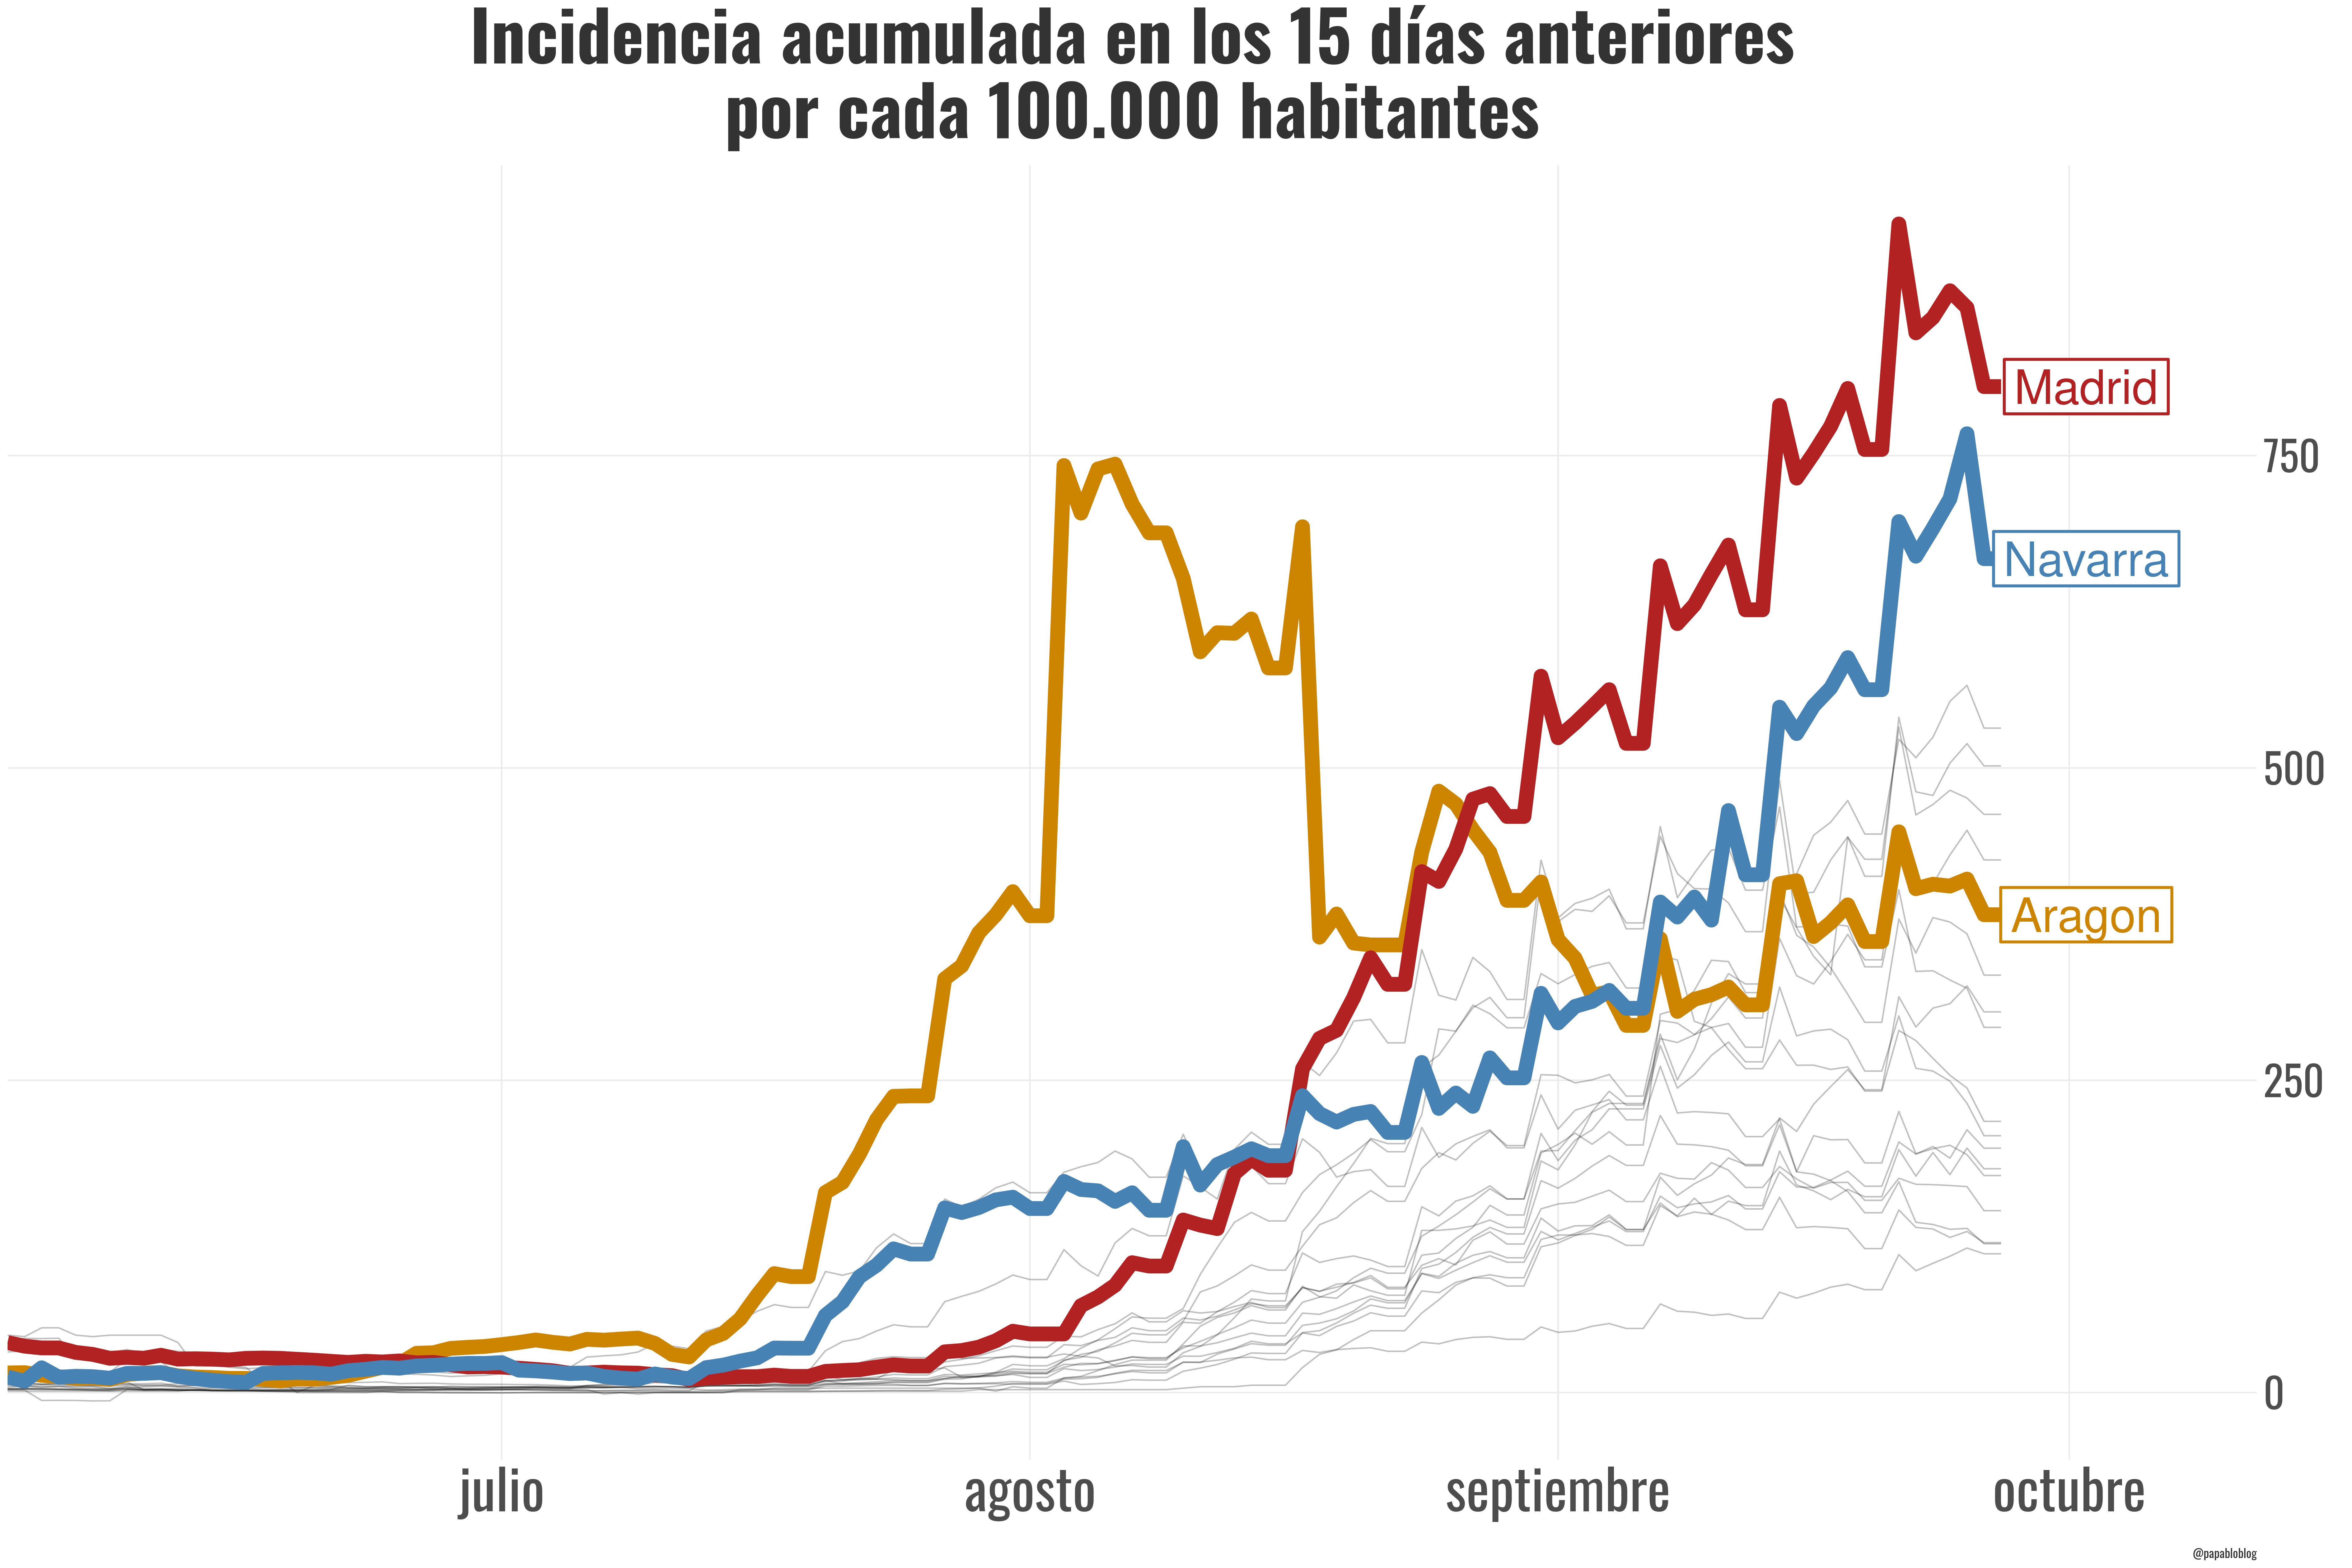 Incidencia acumulada en los 15 días anteriores
por cada 100.000 habitantes
Madrid
750
Navarra
500
Aragon
250
0
julio
agosto
septiembre
octubre
@papabloblog